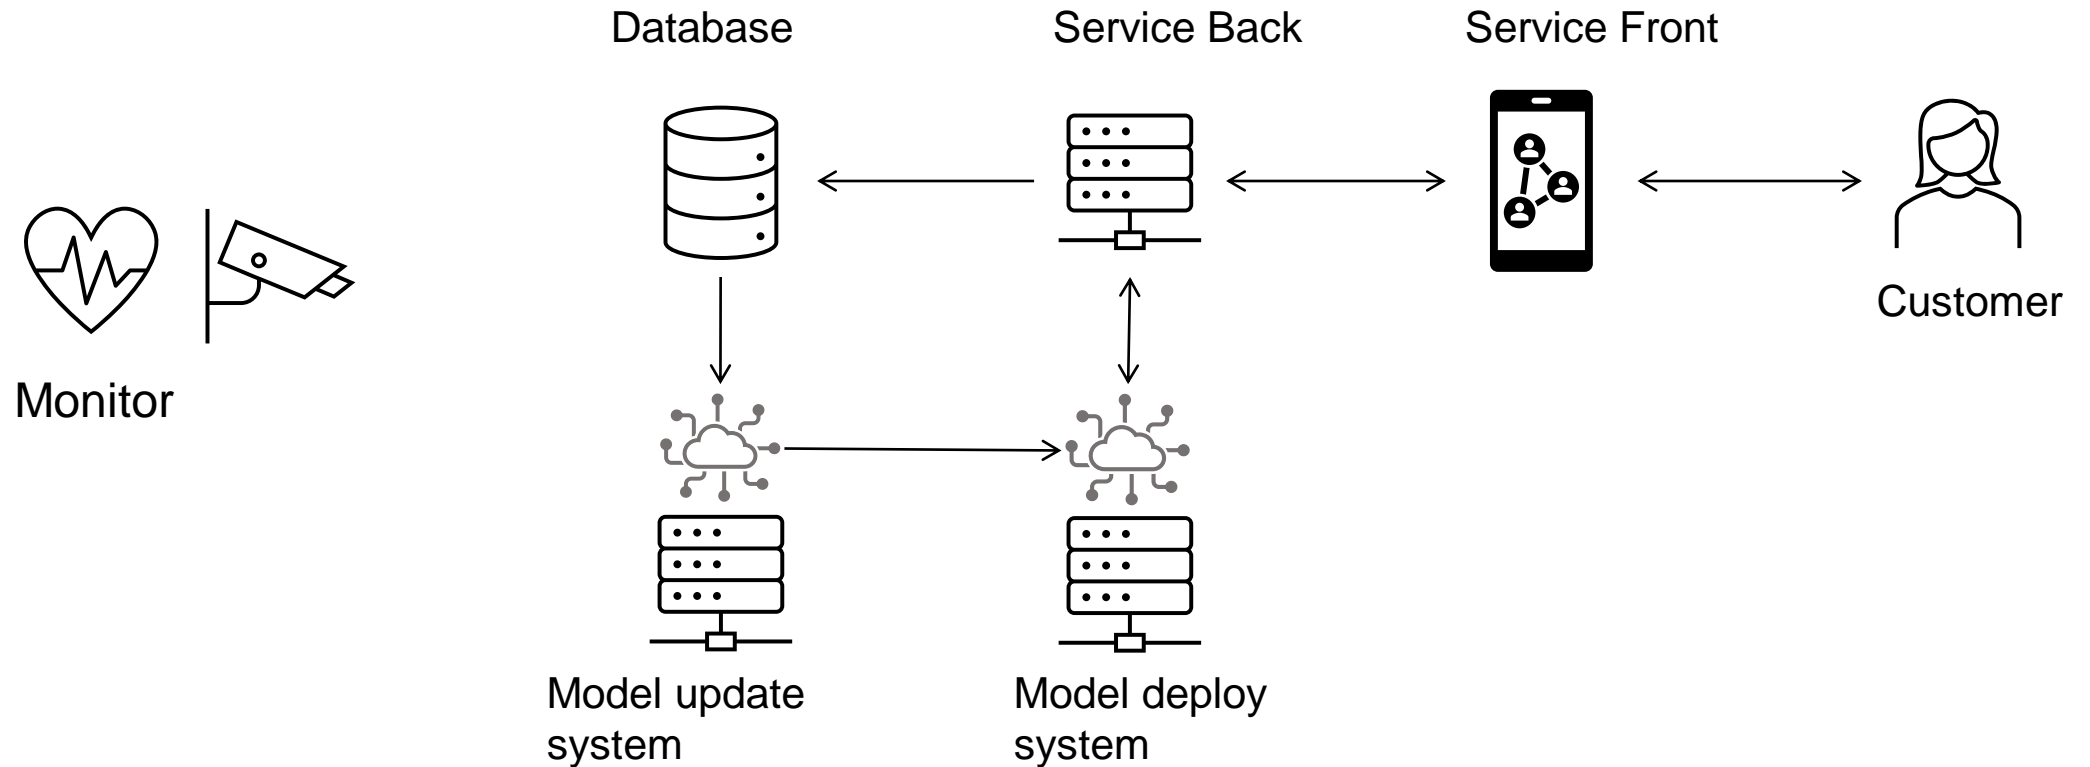 Database
Service Back
Service Front
Customer
Monitor
Model update
system
Model deploy
system